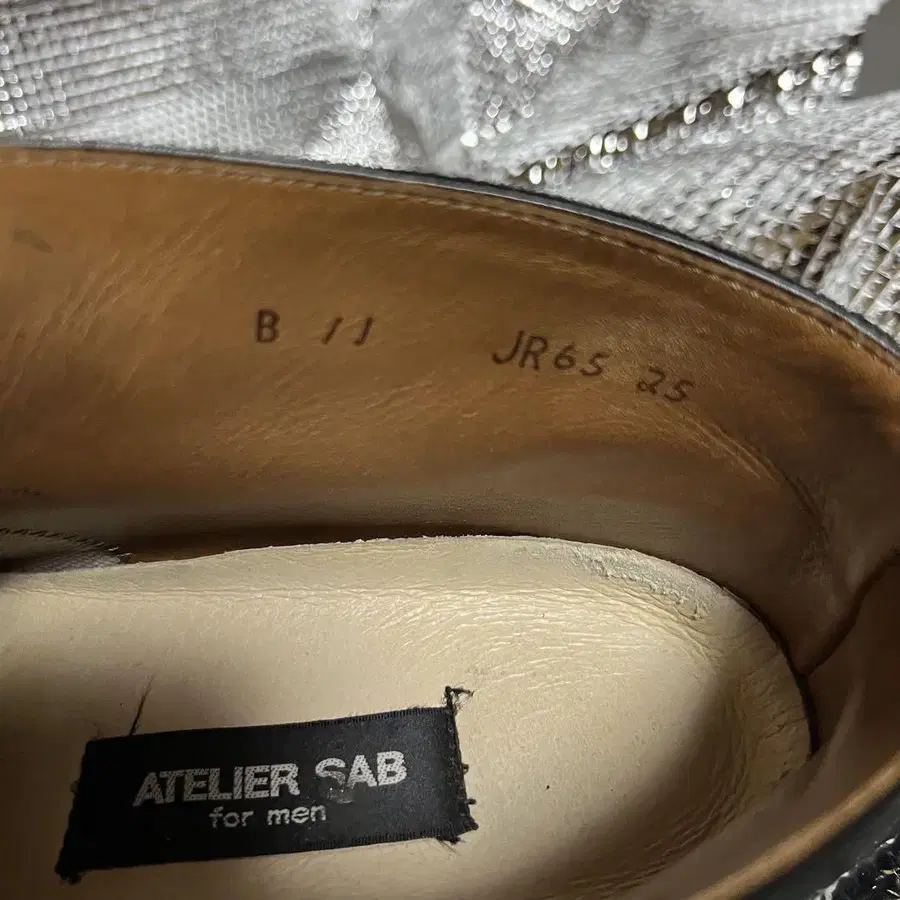 B 11 JR65 25
ATELIER SAB
for men